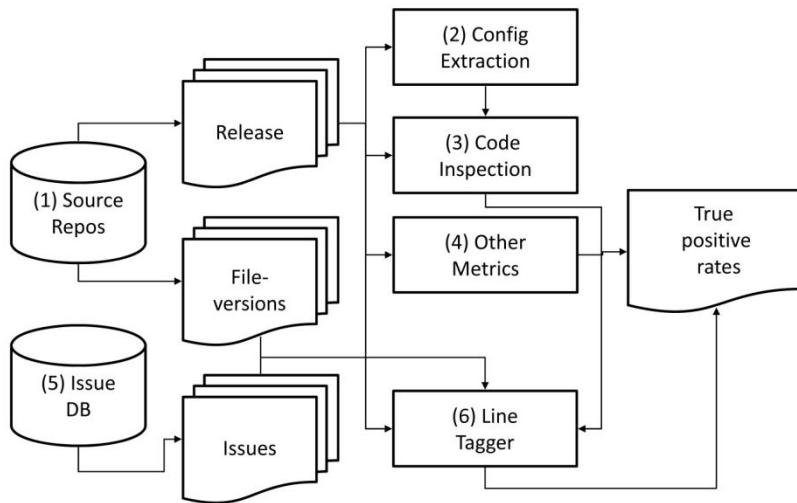 (2) Config
Extraction
Release
(3) Code
Inspection
(1) Source
Repos
True
positive
rates
File-
versions
(4) Other
Metrics
(5) Issue
DB
(6) Line
Tagger
Issues